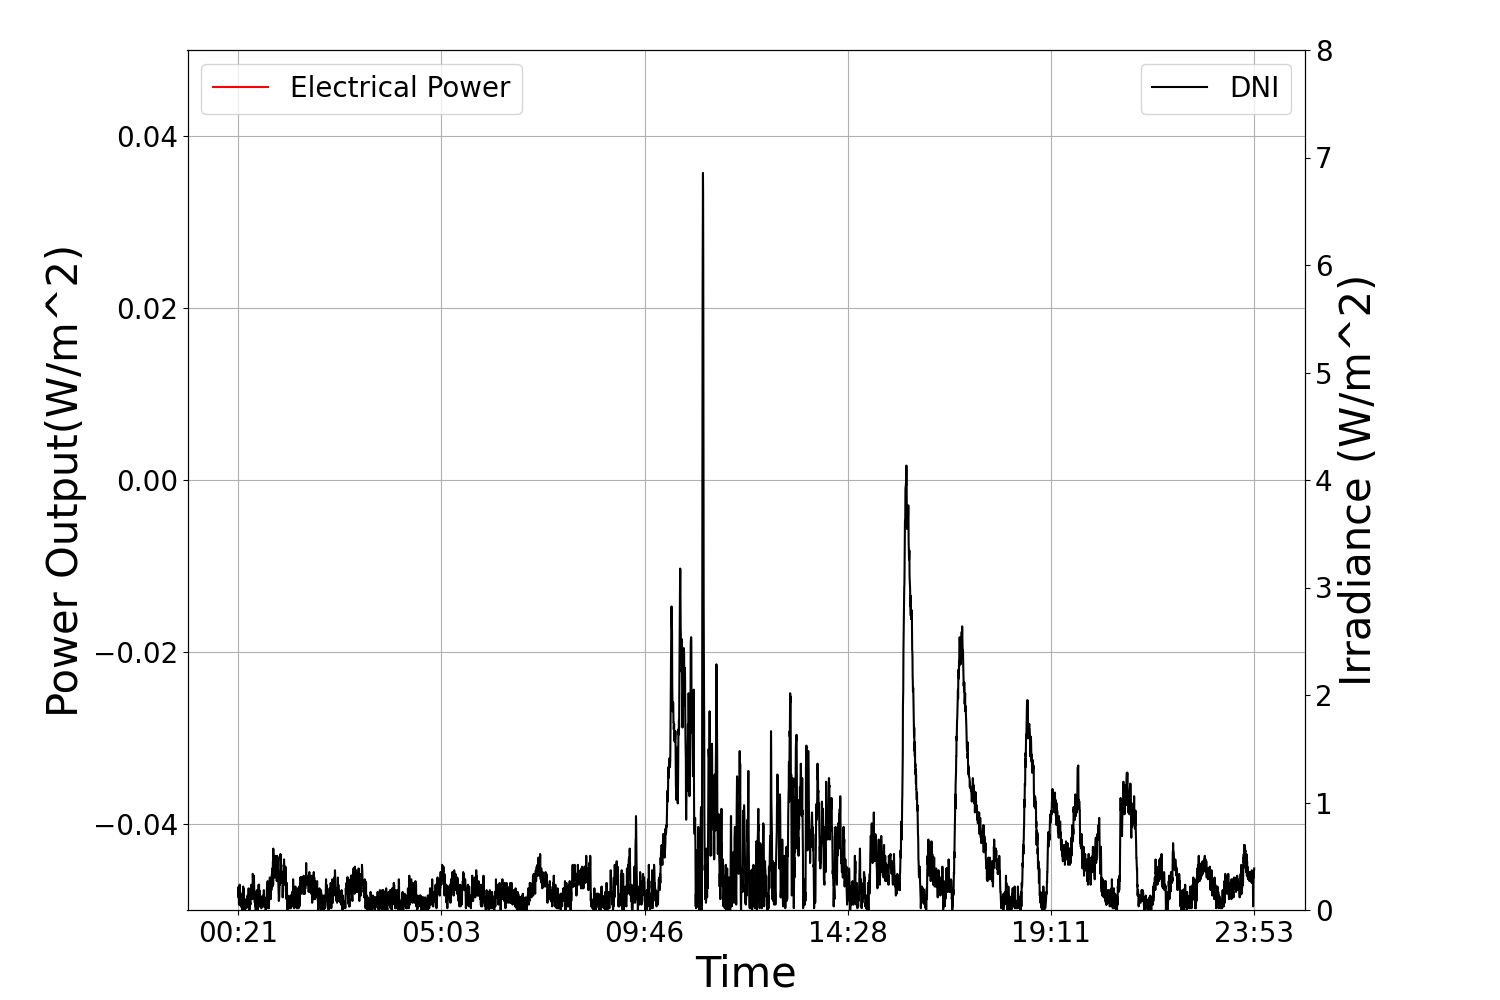 Electrical Power
DNI
8
7
6
5
4
3
2
1
0
0.04
0.02
0.00
−0.02
−0.04
Power Output(W/m^2)
Irradiance (W/m^2)
00:21 05:03 09:46 14:28 19:11 23:53
Time